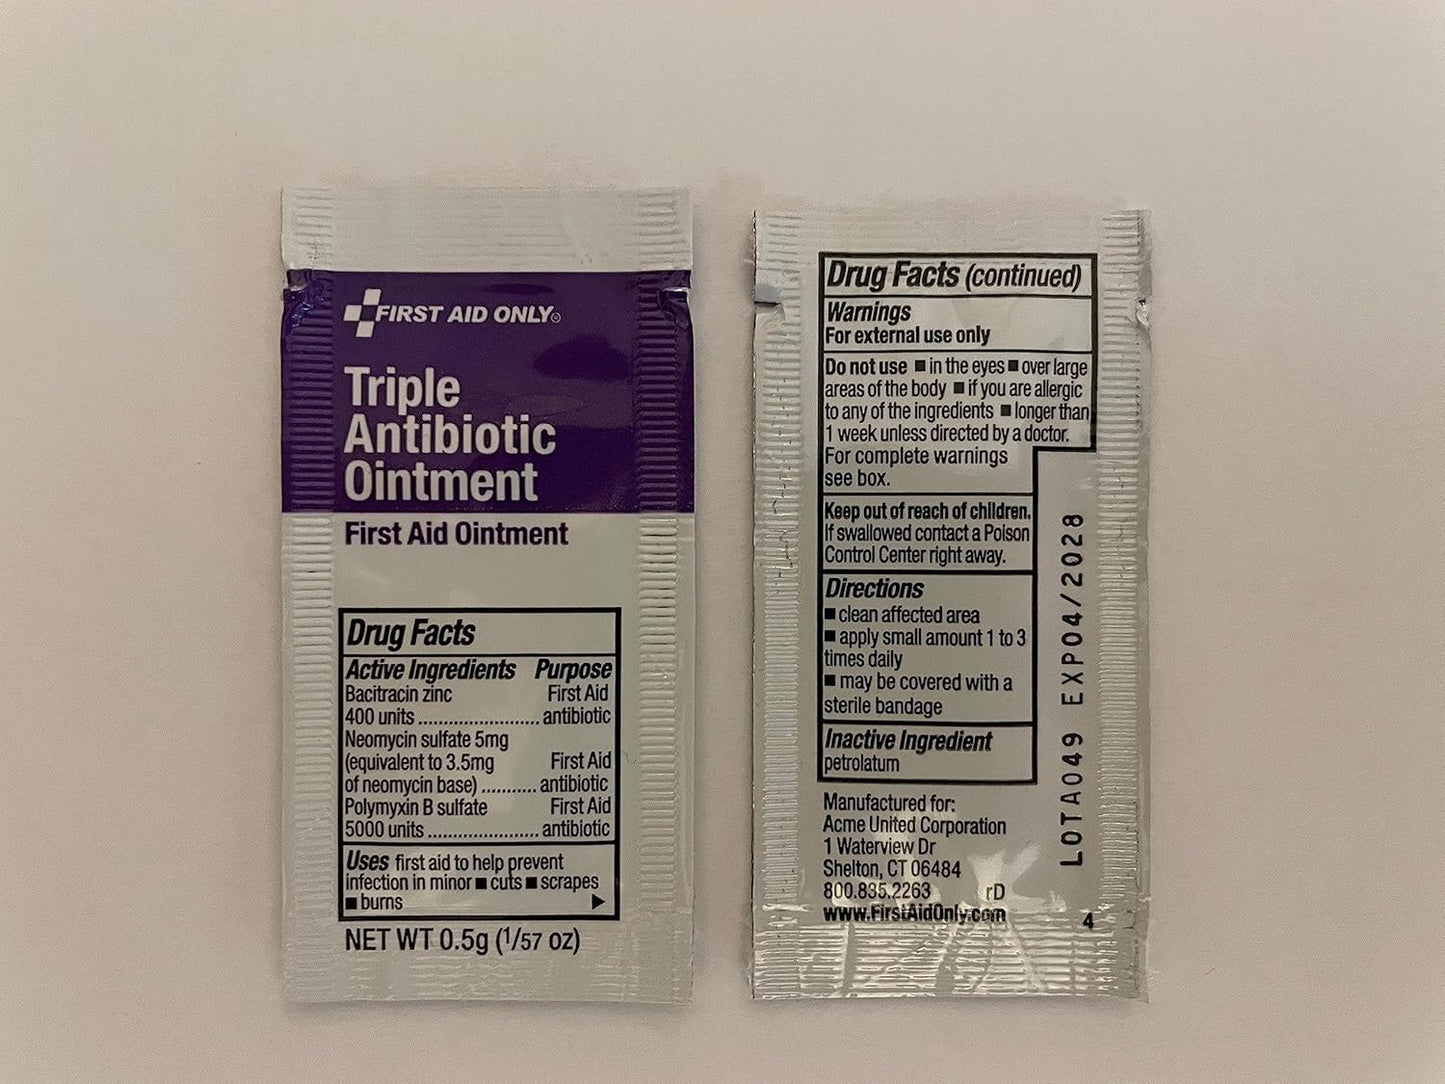 FIRST AID ONLY®
Triple
Antibiotic
Ointment
First Aid Ointment
Drug Facts
Active Ingredients Purpose
Bacitracin zinc First Aid
400 units ........................ antibiotic
Neomycin sulfate 5mg
(equivalent to 3.5mg First Aid
of neomycin base) ........... antibiotic
Polymyxin B sulfate First Aid
5000 units ...................... antibiotic
Uses first aid to help prevent
infection in minor ■ cuts ■ scrapes
■ burns ▶
NET WT 0.5g (1/57 oz)
Drug Facts (continued)
Warnings
For external use only
Do not use ■ in the eyes ■ over large
areas of the body ■ if you are allergic
to any of the ingredients ■ longer than
1 week unless directed by a doctor.
For complete warnings
see box.
Keep out of reach of children.
If swallowed contact a Poison
Control Center right away.
Directions
■ clean affected area
■ apply small amount 1 to 3
times daily
■ may be covered with a
sterile bandage
Inactive Ingredient
petrolatum
Manufactured for:
Acme United Corporation
1 Waterview Dr
Shelton, CT 06484
800.835.2263 rD
www.FirstAidOnly.com
4
LOTA049 EXP04/2028